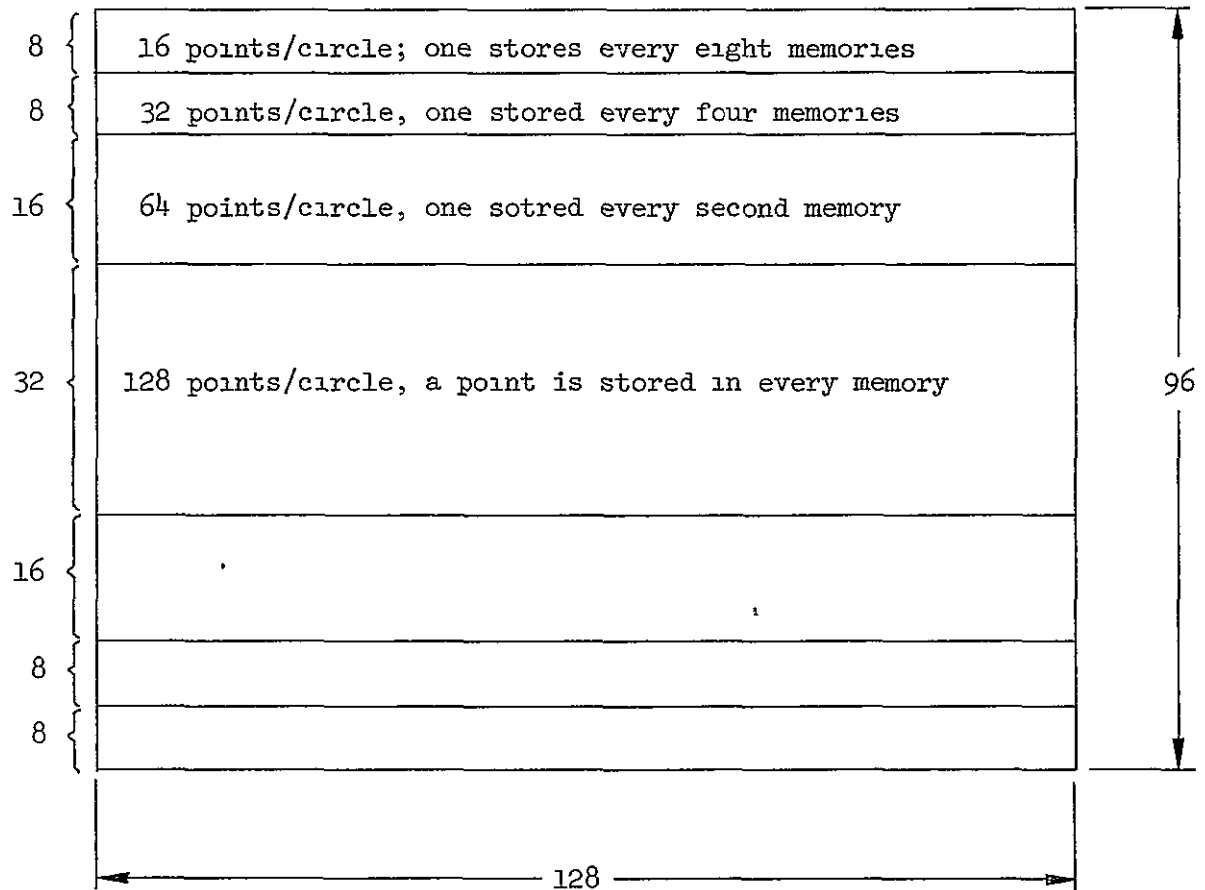 8
16 points/circle; one stores every eight memories
8
32 points/circle, one stored every four memories
16
64 points/circle, one sotred every second memory
32
128 points/circle, a point is stored in every memory
96
16
8
8
128